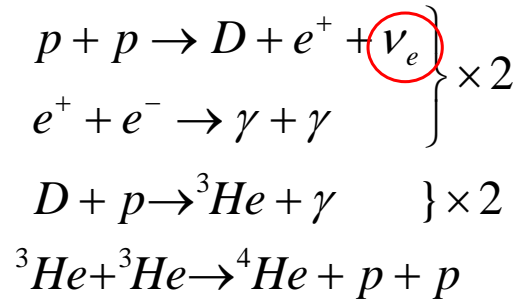 p + p → D + e⁺ + νₑ } × 2
e⁺ + e⁻ → γ + γ
D + p → ³He + γ } × 2
³He+³He→⁴He + p + p